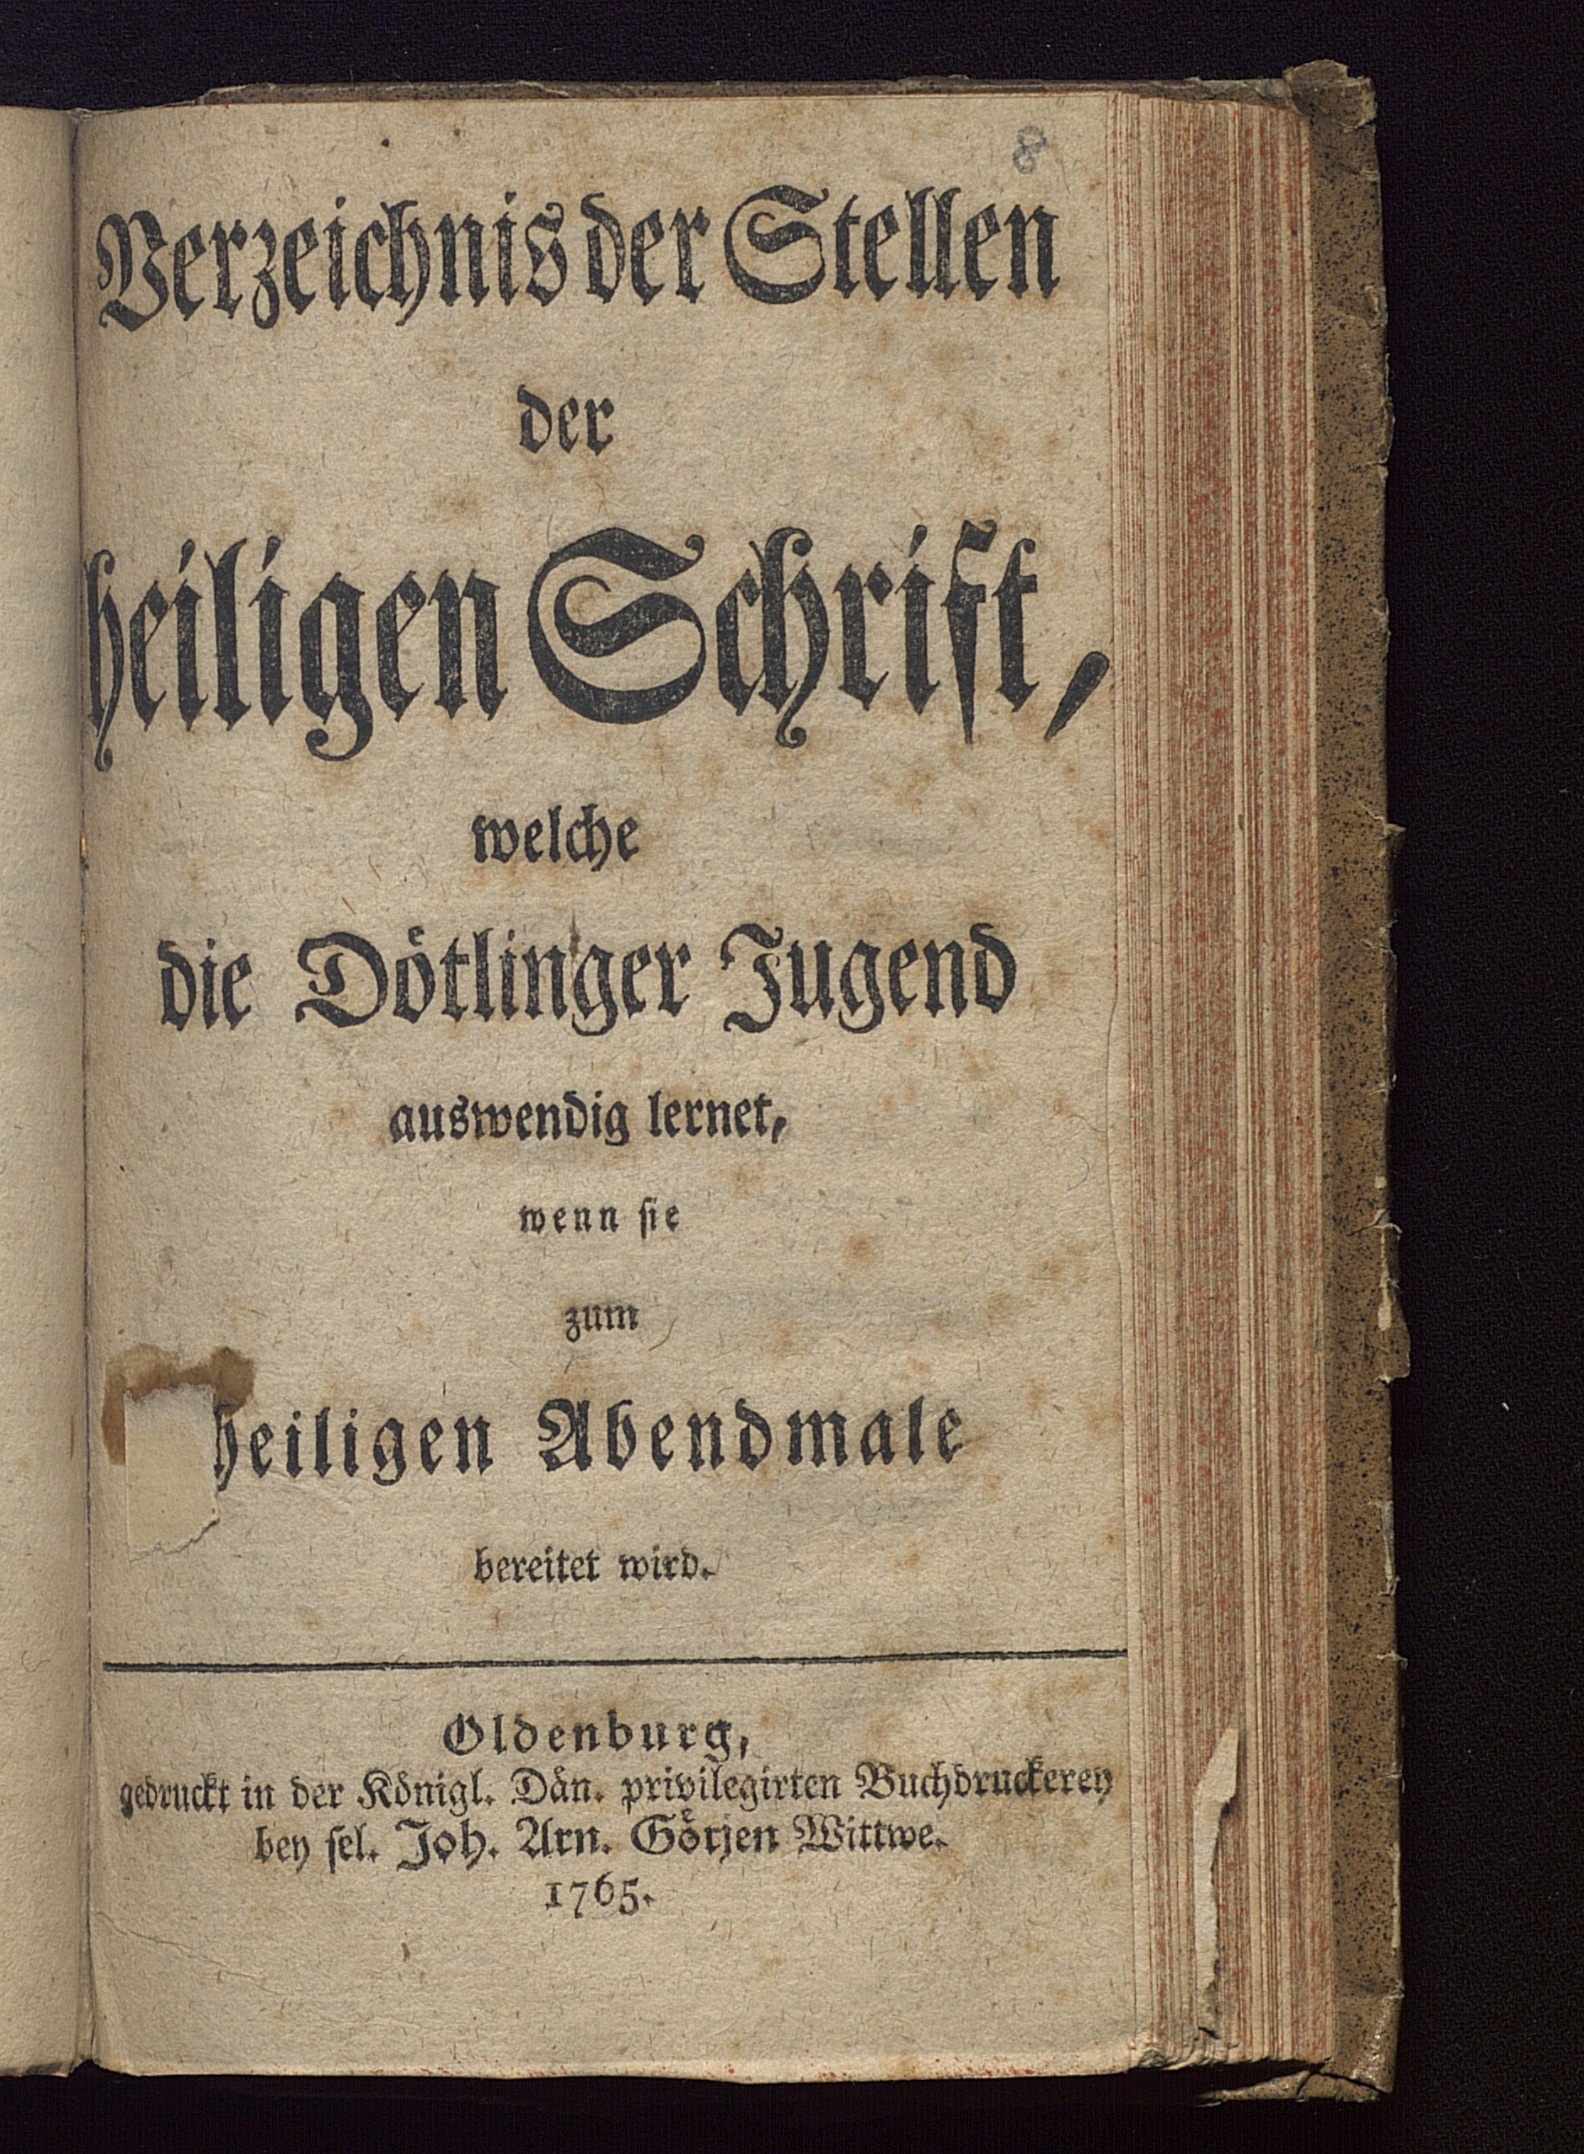 8
Verzeichnis der Stellen
der
heiligen Schrift,
welche
die Dötlinger Jugend
auswendig lernet,
wenn sie
zum
heiligen Abendmale
bereitet wird.
Oldenburg,
gedruckt in der Königl. Dän. privilegirten Buchdruckerey
bey sel. Joh. Arn. Görjen Wittwe.
1765.